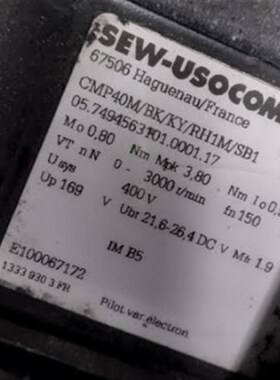 SEW-USOCOM
67506 Haguenau/France
CMP40M/BK/KY/RH1M/SB1
05.7494563101.0001.17
Mo 0,80 Nm Mpk 3,80 Nm Io 0,
VT nN 0 - 3000 r/min fn 150
Usys 400 V
Up 169 V Ubr 21,6-26,4 DC V Mfr 1.9
IM B5
E100067172
1333 930 3 FR
Pilot var.electron.